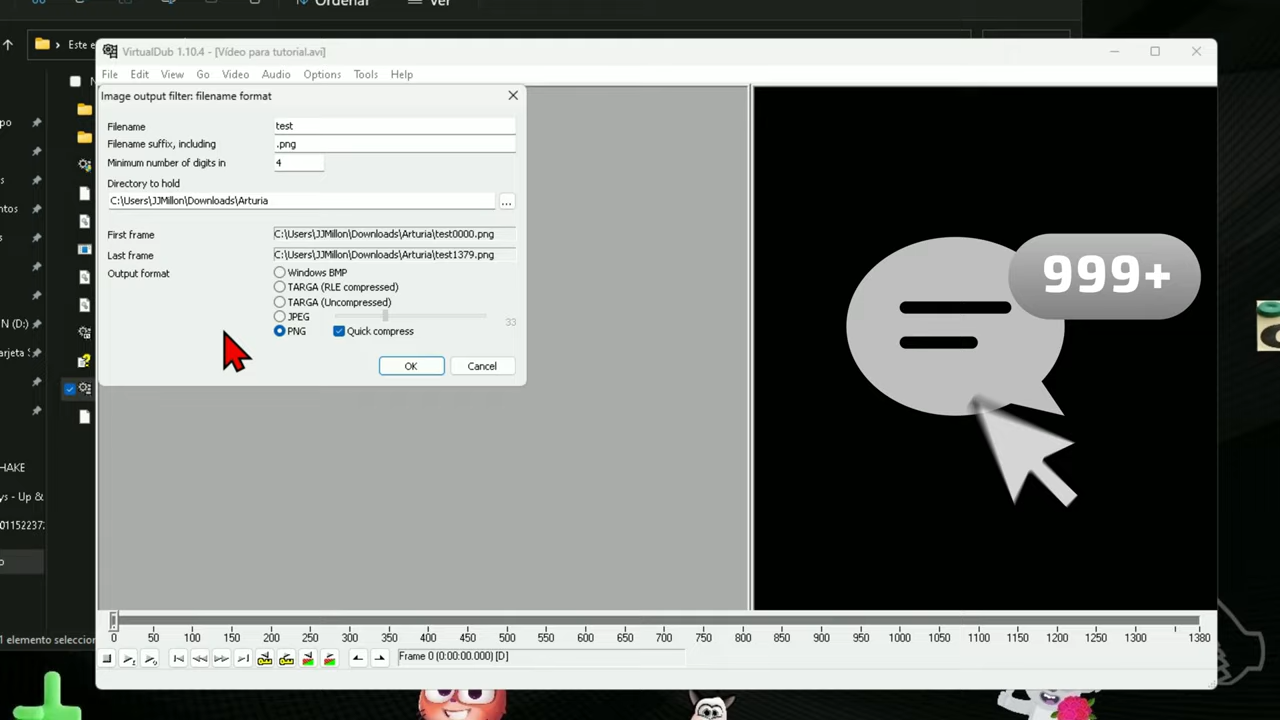 Ordenar
Ver
Este e
VirtualDub 1.10.4 - [Vídeo para tutorial.avi]
File Edit View Go Video Audio Options Tools Help
Image output filter: filename format
Filename test
Filename suffix, including .png
Minimum number of digits in 4
Directory to hold
C:\Users\JJMillon\Downloads\Arturia
...
First frame C:\Users\JJMillon\Downloads\Arturia\test0000.png
Last frame C:\Users\JJMillon\Downloads\Arturia\test1379.png
Output format
Windows BMP
TARGA (RLE compressed)
TARGA (Uncompressed)
JPEG
33
PNG
Quick compress
OK Cancel
999+
po
s
ntos
N (D:)
arjeta S
HAKE
ys - Up &
01152237
o
1 elemento seleccion
0 50 100 150 200 250 300 350 400 450 500 550 600 650 700 750 800 850 900 950 1000 1050 1100 1150 1200 1250 1300 1380
Frame 0 (0:00:00.000) [D]